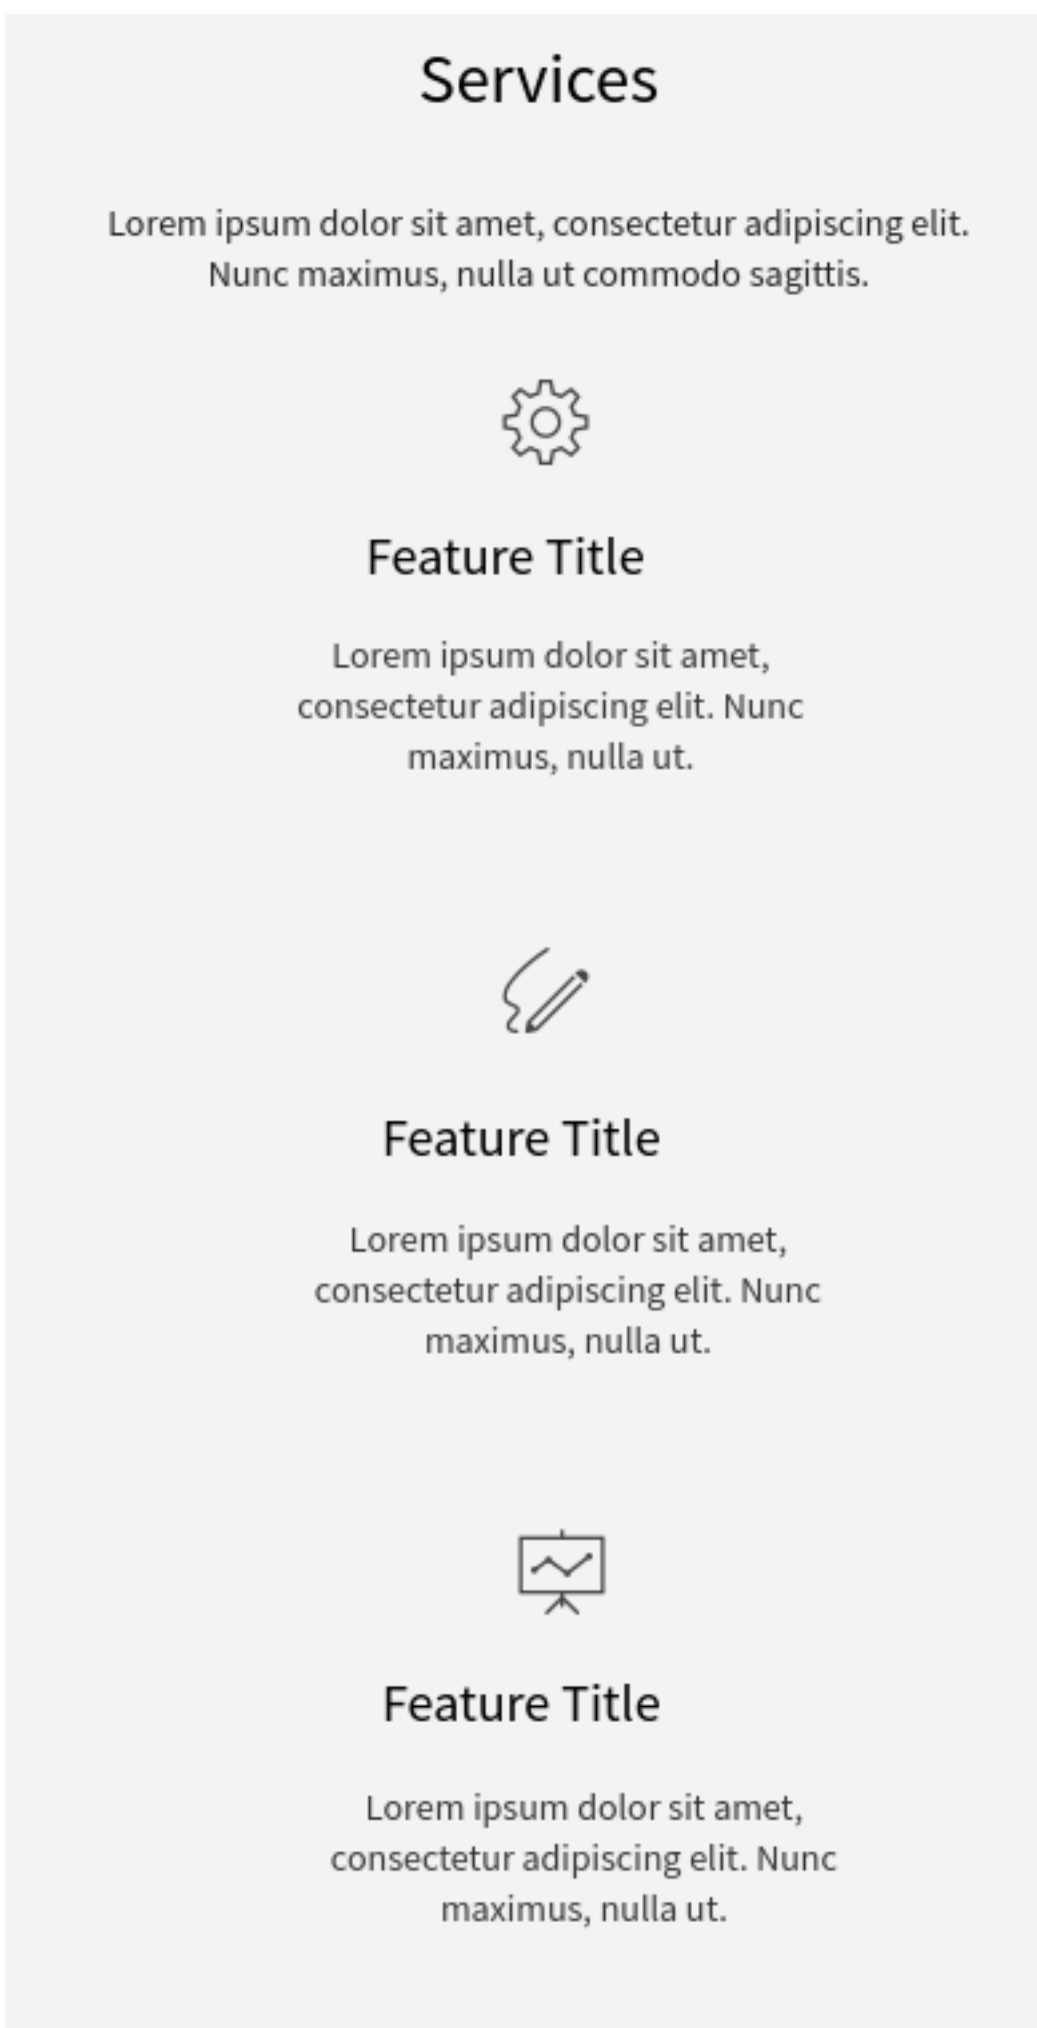 Services
Lorem ipsum dolor sit amet, consectetur adipiscing elit.
Nunc maximus, nulla ut commodo sagittis.
Feature Title
Lorem ipsum dolor sit amet,
consectetur adipiscing elit. Nunc
maximus, nulla ut.
Feature Title
Lorem ipsum dolor sit amet,
consectetur adipiscing elit. Nunc
maximus, nulla ut.
Feature Title
Lorem ipsum dolor sit amet,
consectetur adipiscing elit. Nunc
maximus, nulla ut.